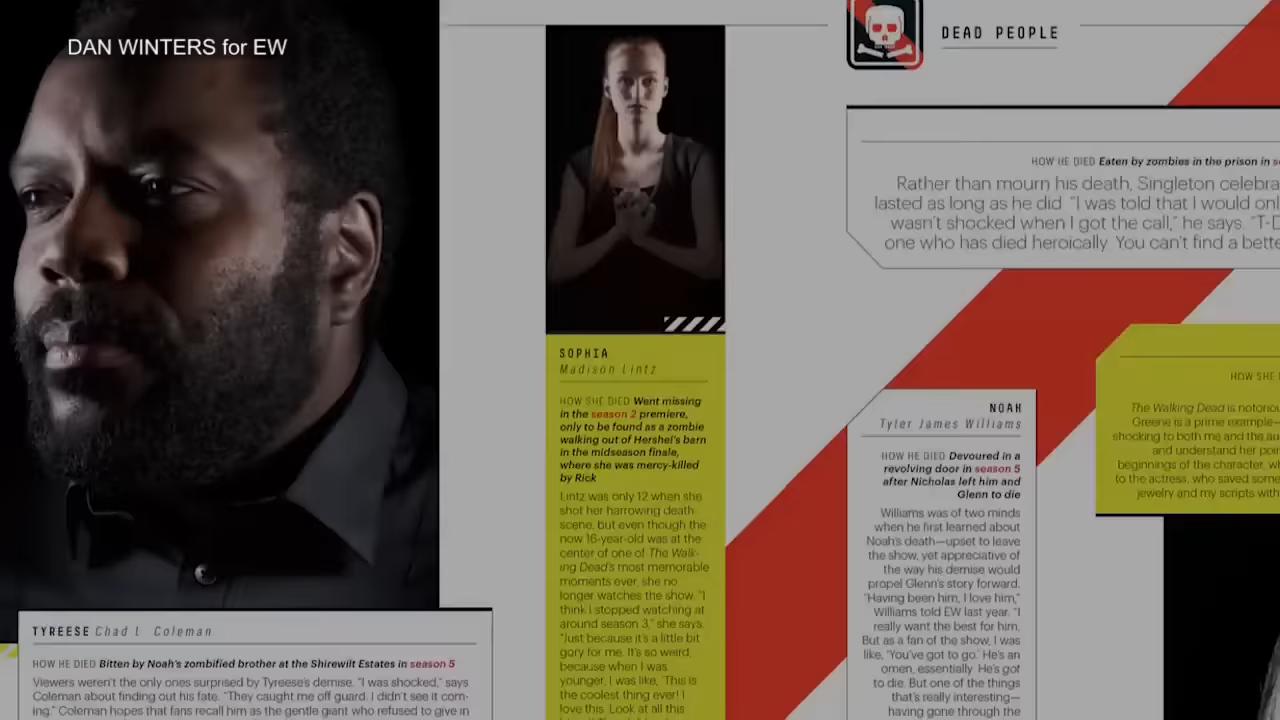 DAN WINTERS for EW
DEAD PEOPLE
HOW HE DIED Eaten by zombies in the prison in
Rather than mourn his death, Singleton celebra
lasted as long as he did. "I was told that I would onl
wasn't shocked when I got the call," he says. "T-D
one who has died heroically. You can't find a bette
SOPHIA
Madison Lintz
HOW SHE DIED Went missing
in the season 2 premiere,
only to be found as a zombie
walking out of Hershel's barn
in the midseason finale,
where she was mercy-killed
by Rick
Lintz was only 12 when she
shot her harrowing death
scene, but even though the
now 16-year-old was at the
center of one of The Walk-
ing Dead's most memorable
moments ever, she no
longer watches the show. "I
think I stopped watching at
around season 3," she says.
"Just because it's a little bit
gory for me. It's so weird,
because when I was
younger, I was like, 'This is
the coolest thing ever! I
love this. Look at all this
NOAH
Tyler James Williams
HOW HE DIED Devoured in a
revolving door in season 5
after Nicholas left him and
Glenn to die
Williams was of two minds
when he first learned about
Noah's death—upset to leave
the show, yet appreciative of
the way his demise would
propel Glenn's story forward.
"Having been him, I love him,"
Williams told EW last year. "I
really want the best for him.
But as a fan of the show, I was
like, 'You've got to go.' He's an
omen, essentially. He's got
to die. But one of the things
that's really interesting—
having gone through the
HOW SHE
The Walking Dead is notoriou
Greene is a prime example—
shocking to both me and the au
and understand her poi
beginnings of the character, wh
to the actress, who saved some
jewelry and my scripts with
TYREESE Chad L. Coleman
HOW HE DIED Bitten by Noah's zombified brother at the Shirewilt Estates in season 5
Viewers weren't the only ones surprised by Tyreese's demise. "I was shocked," says
Coleman about finding out his fate. "They caught me off guard. I didn't see it com-
ing." Coleman hopes that fans recall him as the gentle giant who refused to give in